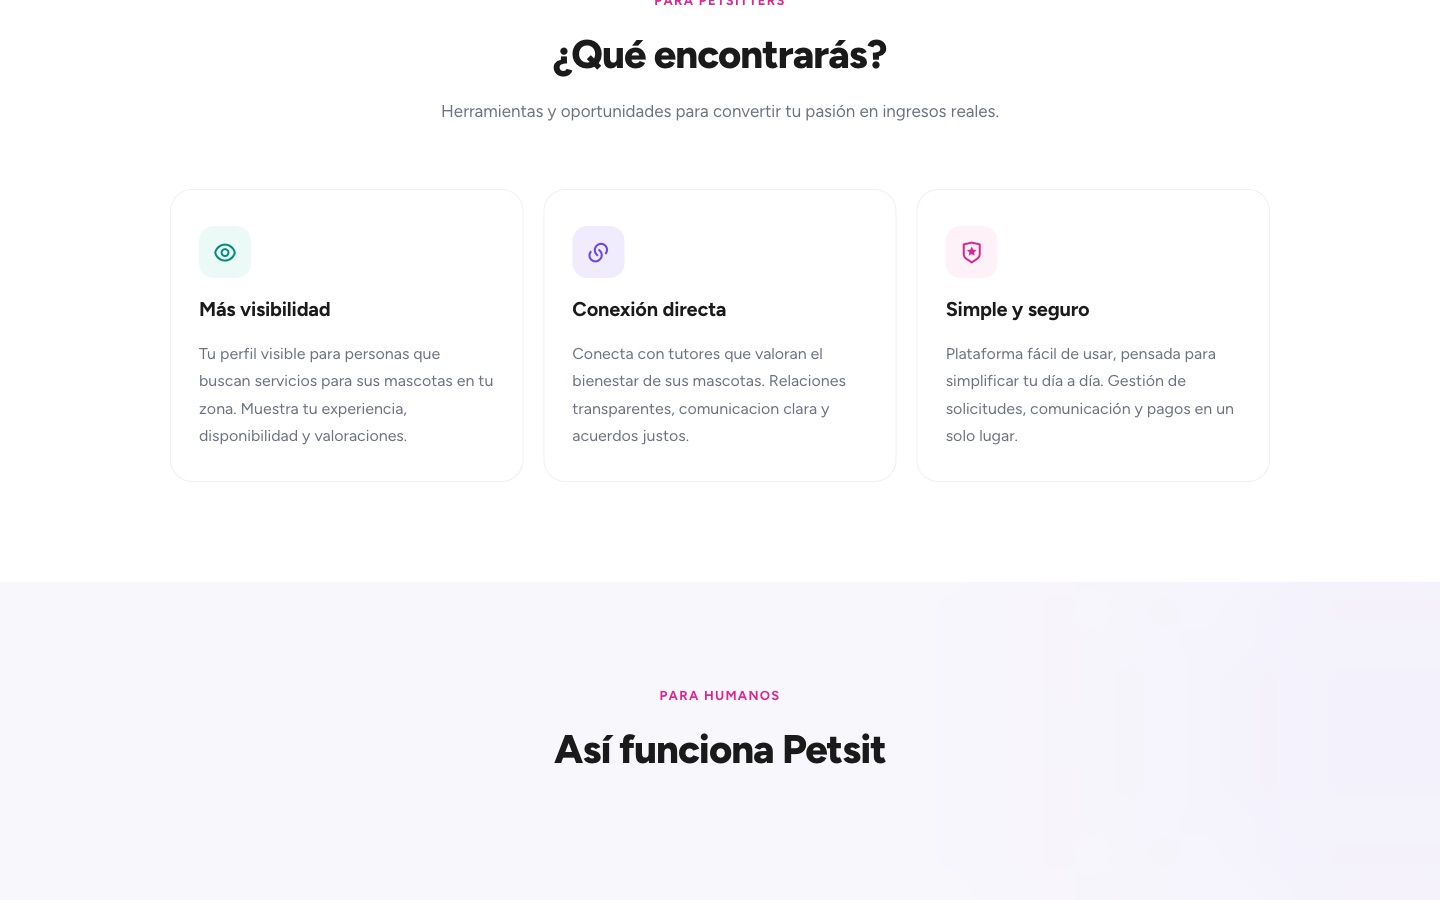 PARA PETSITTERS
¿Qué encontrarás?
Herramientas y oportunidades para convertir tu pasión en ingresos reales.
Más visibilidad
Tu perfil visible para personas que
buscan servicios para sus mascotas en tu
zona. Muestra tu experiencia,
disponibilidad y valoraciones.
Conexión directa
Conecta con tutores que valoran el
bienestar de sus mascotas. Relaciones
transparentes, comunicacion clara y
acuerdos justos.
Simple y seguro
Plataforma fácil de usar, pensada para
simplificar tu día a día. Gestión de
solicitudes, comunicación y pagos en un
solo lugar.
PARA HUMANOS
Así funciona Petsit